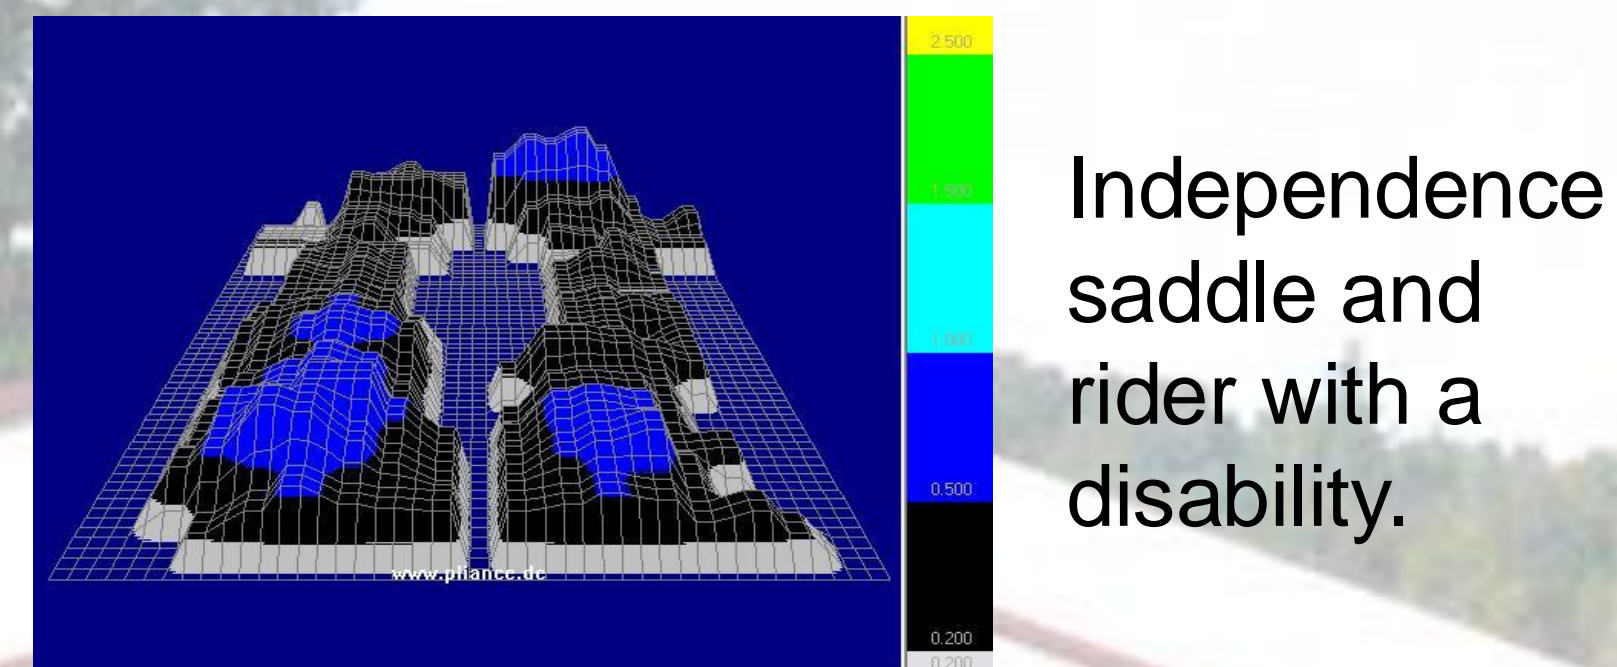 2.500
1.500
1.000
0.500
0.200
0.200
www.pliance.de
Independence
saddle and
rider with a
disability.